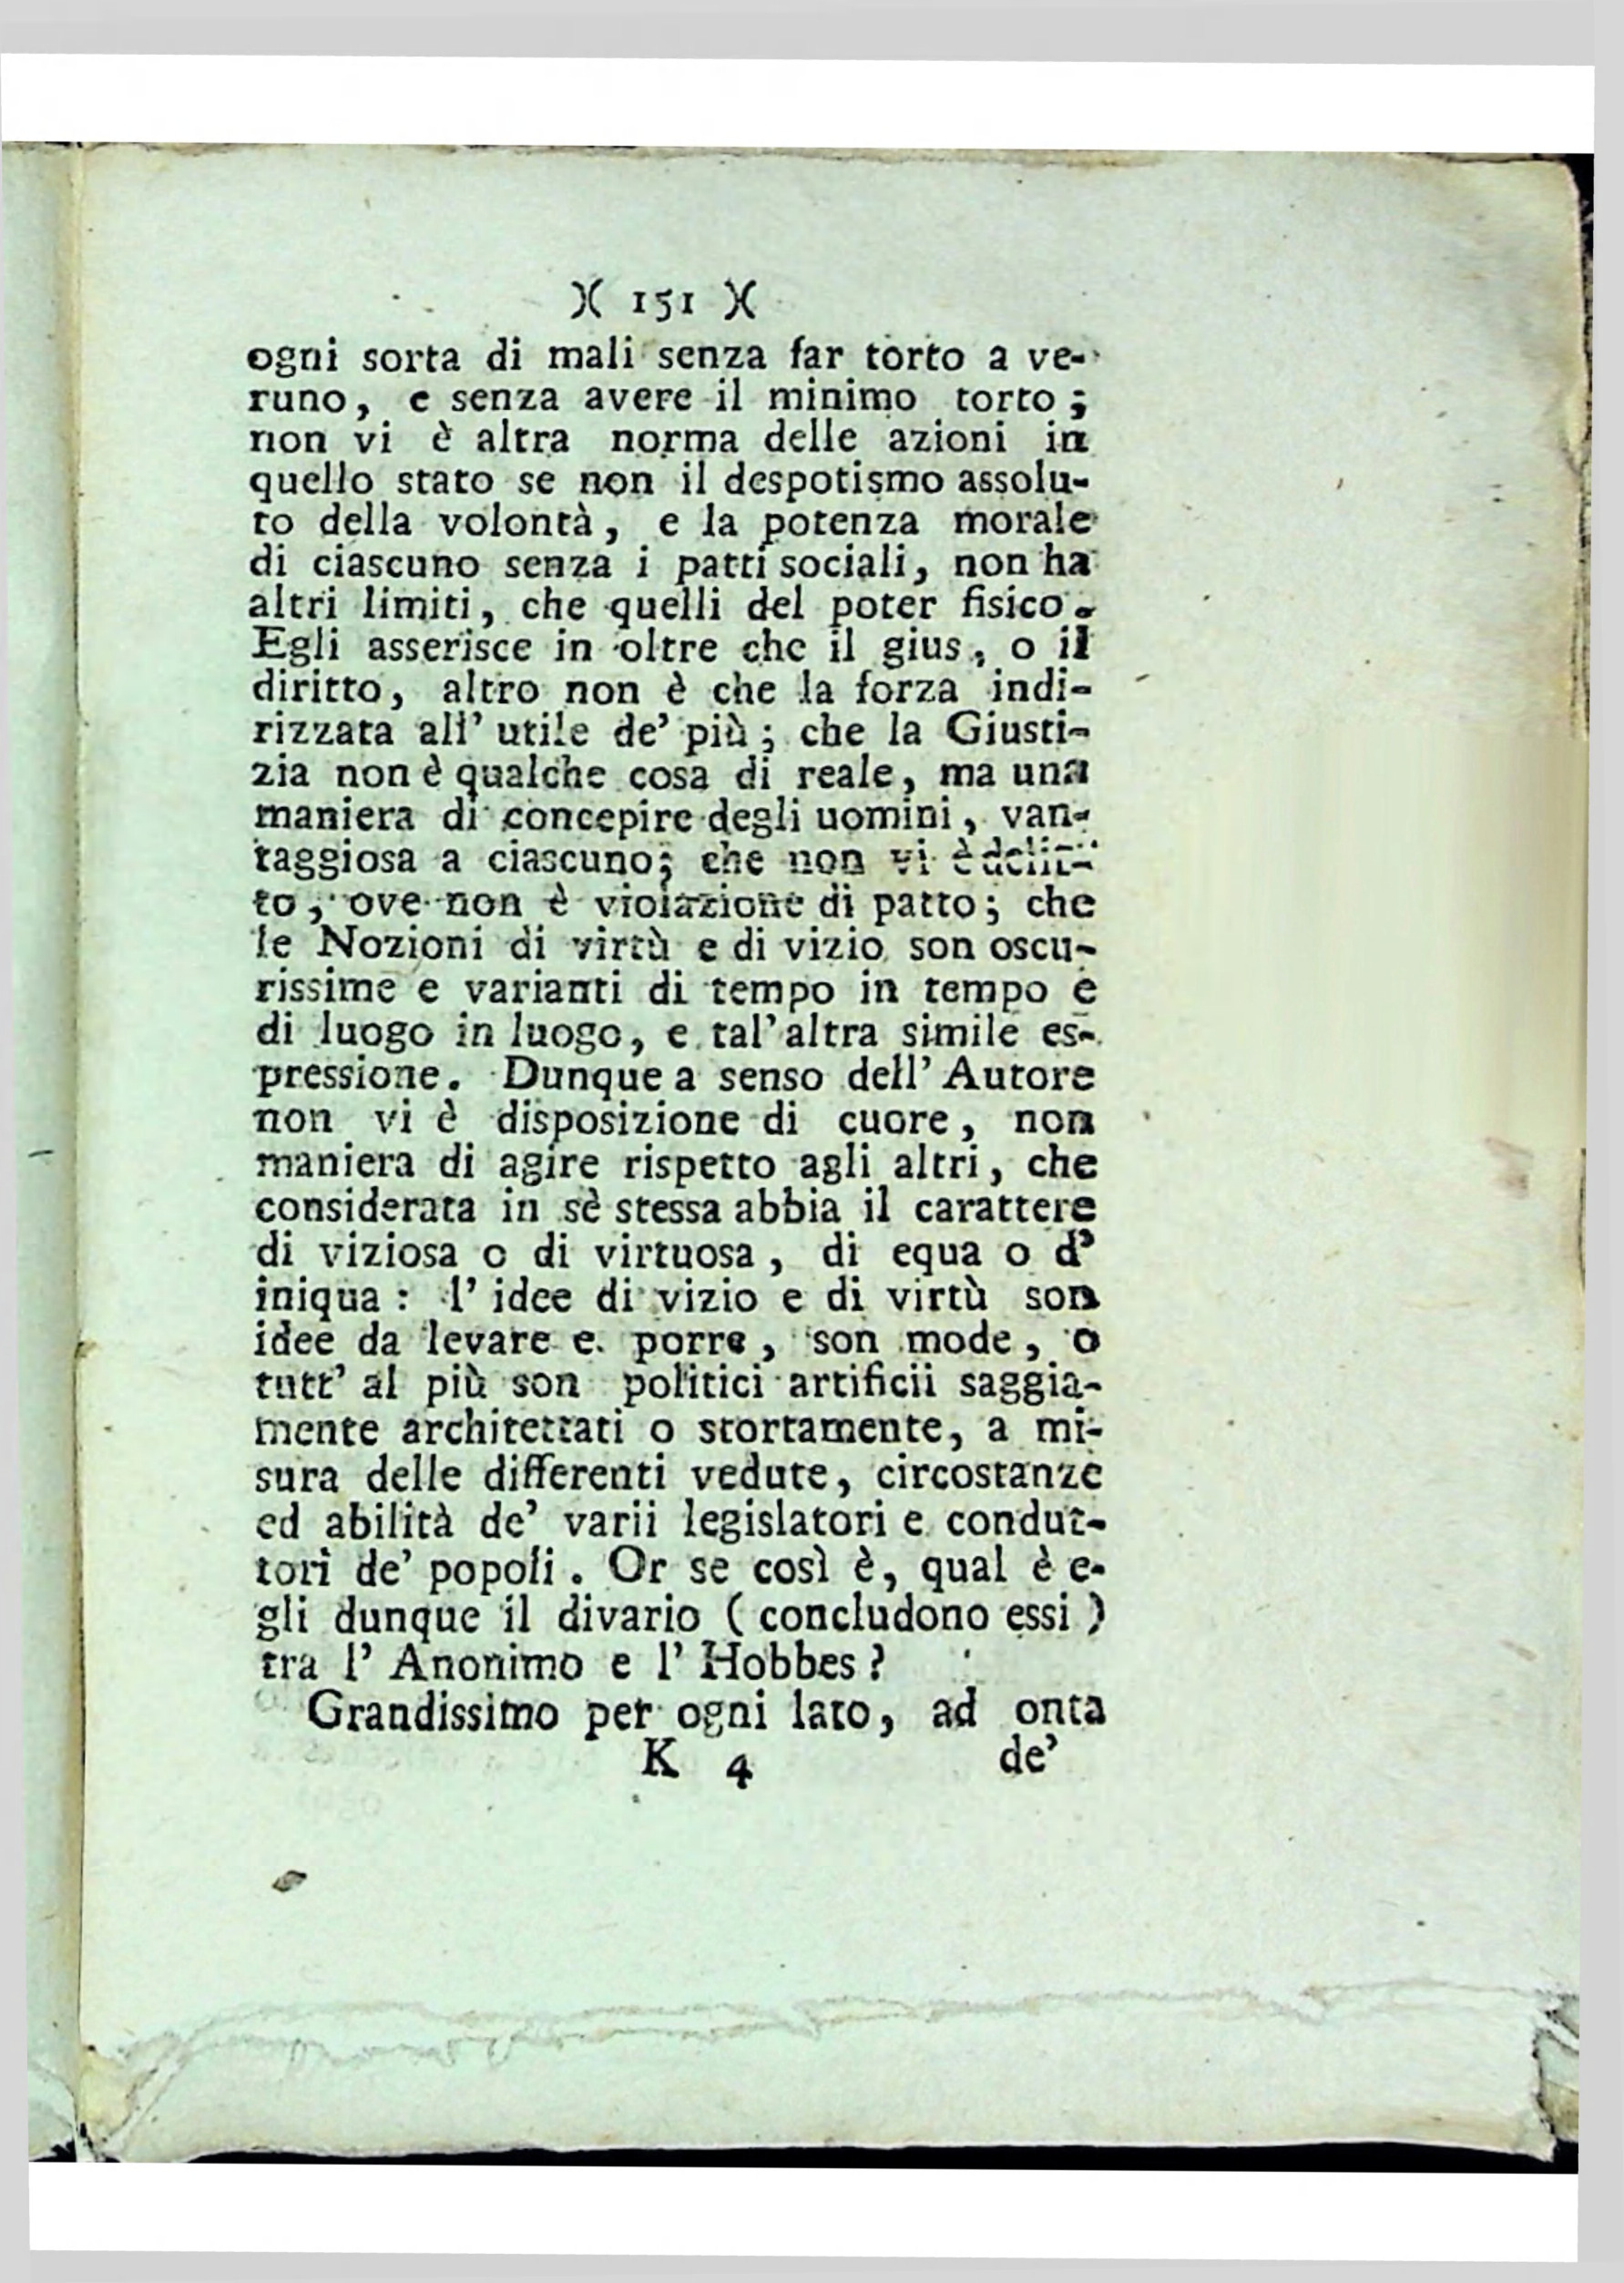 )( 151 )(
ogni sorta di mali senza far torto a ve-
runo, e senza avere il minimo torto;
non vi è altra norma delle azioni in
quello stato se non il despotismo assolu-
to della volontà, e la potenza morale
di ciascuno senza i patti sociali, non ha
altri limiti, che quelli del poter fisico.
Egli asserisce in oltre che il gius, o il
diritto, altro non è che la forza indi-
rizzata all' utile de' più; che la Giusti-
zia non è qualche cosa di reale, ma una
maniera di concepire degli uomini, van-
taggiosa a ciascuno; che non vi è delit-
to, ove non è violazione di patto; che
le Nozioni di virtù e di vizio son oscu-
rissime e varianti di tempo in tempo e
di luogo in luogo, e tal' altra simile es-
pressione. Dunque a senso dell' Autore
non vi è disposizione di cuore, non
maniera di agire rispetto agli altri, che
considerata in sè stessa abbia il carattere
di viziosa o di virtuosa, di equa o d'
iniqua: l' idee di vizio e di virtù son
idee da levare e porre, son mode, o
tutt' al più son politici artificii saggia-
mente architettati o stortamente, a mi-
sura delle differenti vedute, circostanze
ed abilità de' varii legislatori e condut-
tori de' popoli. Or se così è, qual è e-
gli dunque il divario (concludono essi)
tra l' Anonimo e l' Hobbes?
Grandissimo per ogni lato, ad onta
K 4 de'